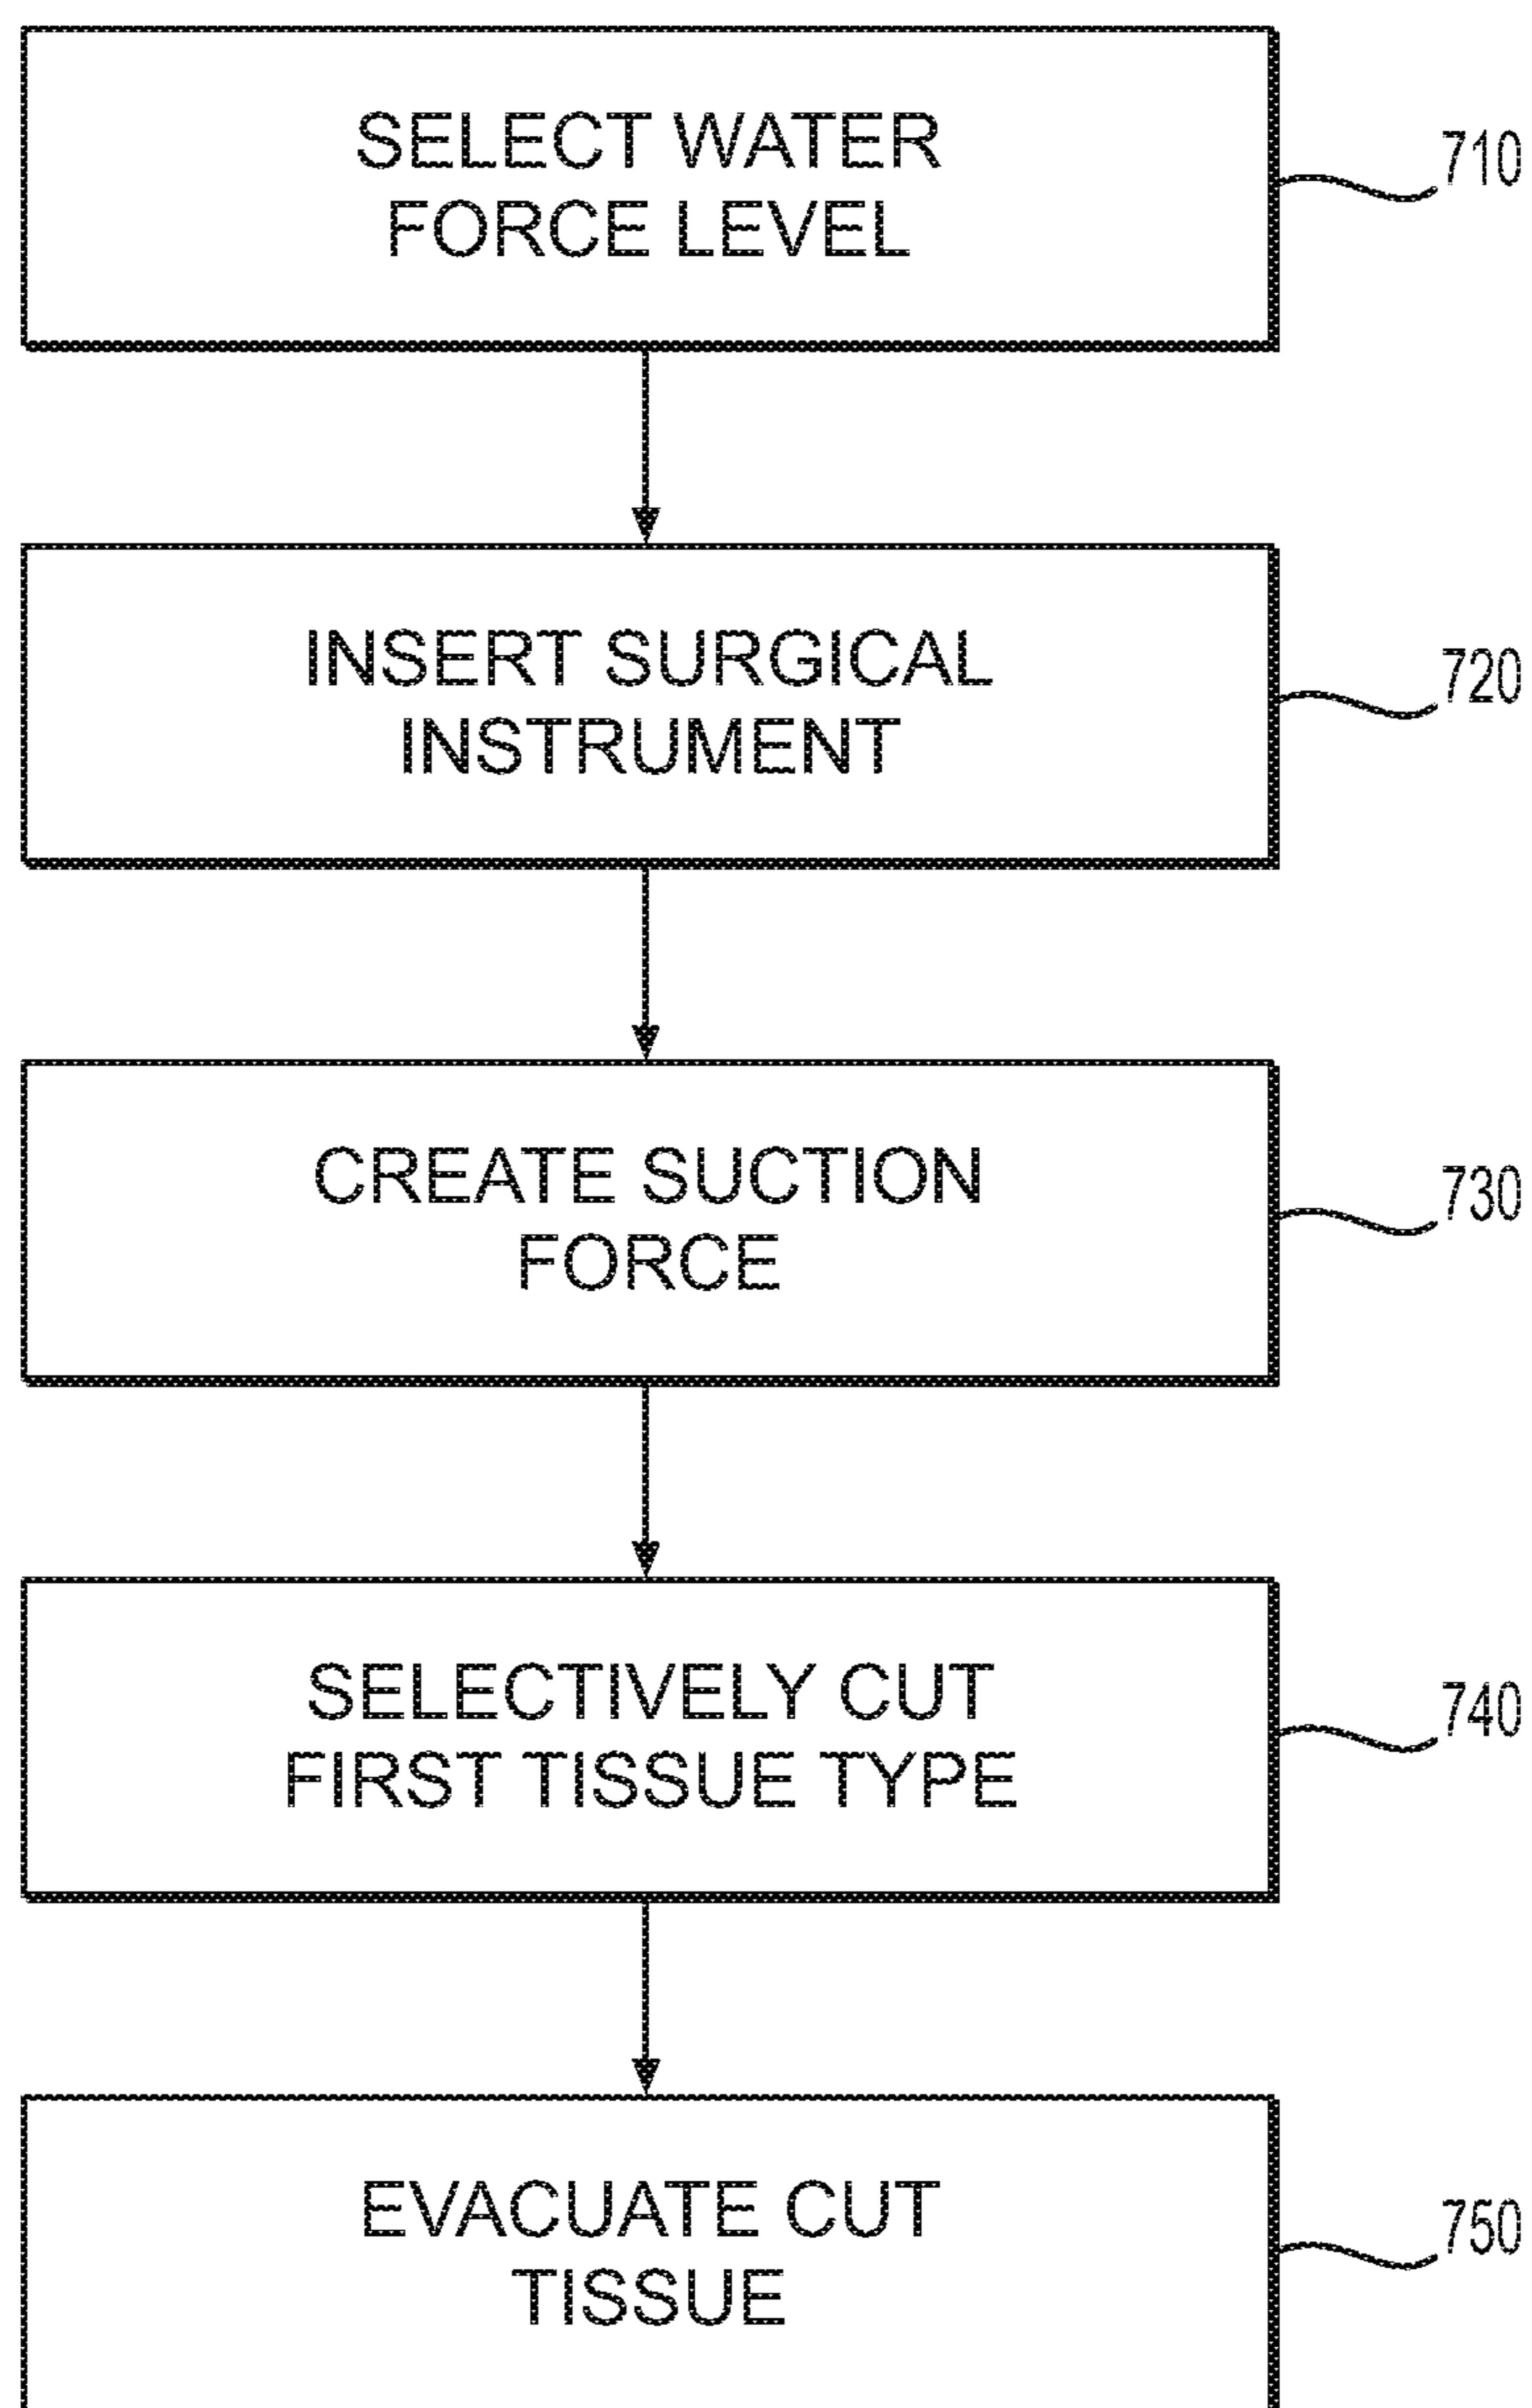 SELECT WATER
FORCE LEVEL
710
INSERT SURGICAL
INSTRUMENT
720
CREATE SUCTION
FORCE
730
SELECTIVELY CUT
FIRST TISSUE TYPE
740
EVACUATE CUT
TISSUE
750